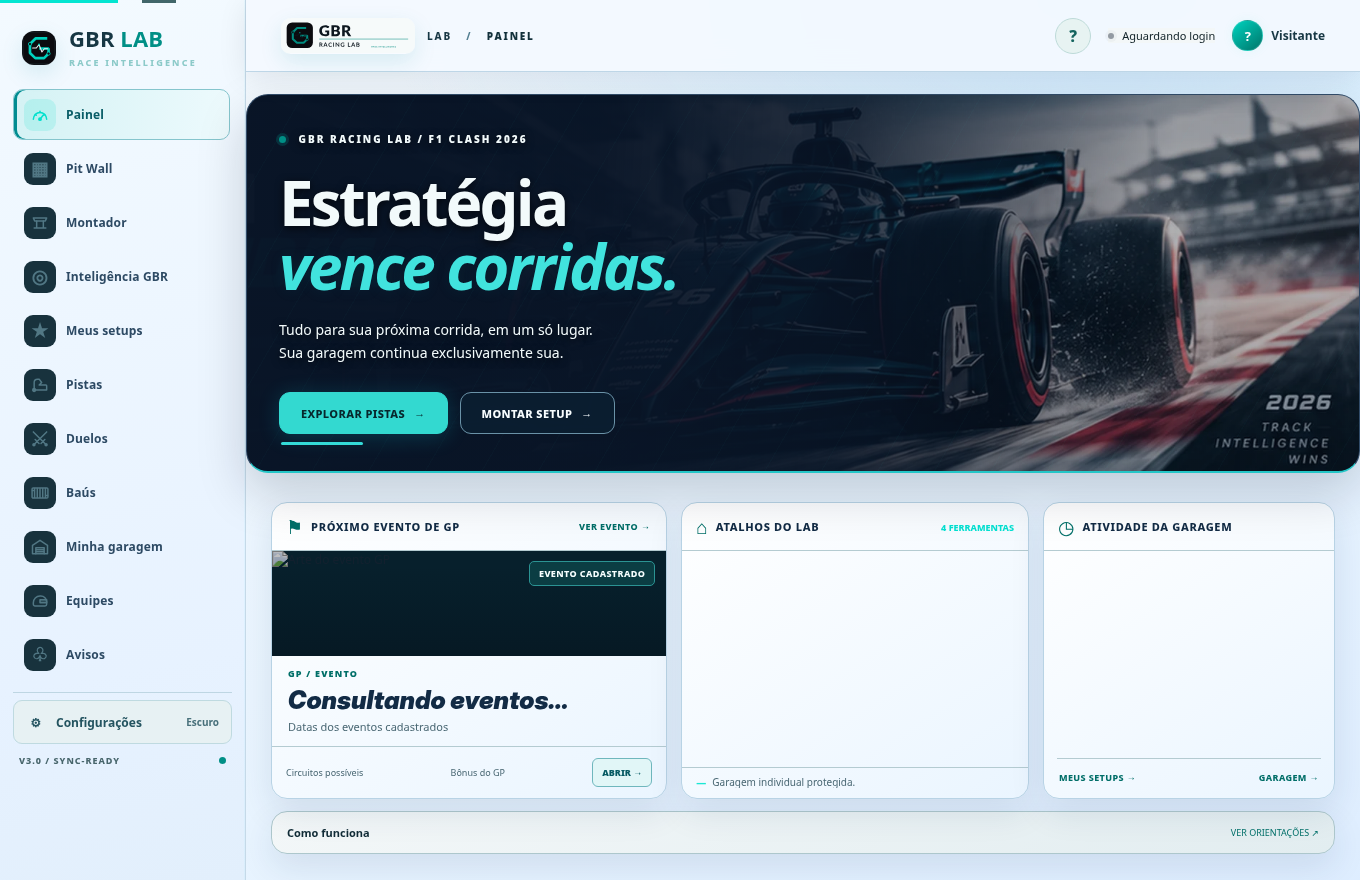 GBR LAB
RACE INTELLIGENCE
Painel
Pit Wall
Montador
Inteligência GBR
Meus setups
Pistas
Duelos
Baús
Minha garagem
Equipes
Avisos
Configurações
Escuro
V3.0 / SYNC-READY
GBR
RACING LAB
LAB / PAINEL
?
Aguardando login
?
Visitante
GBR RACING LAB / F1 CLASH 2026
Estratégia
vence corridas.
Tudo para sua próxima corrida, em um só lugar.
Sua garagem continua exclusivamente sua.
EXPLORAR PISTAS →
MONTAR SETUP →
2026
TRACK
INTELLIGENCE
WINS
PRÓXIMO EVENTO DE GP
VER EVENTO →
EVENTO CADASTRADO
GP / EVENTO
Consultando eventos...
Datas dos eventos cadastrados
Circuitos possíveis
Bônus do GP
ABRIR →
ATALHOS DO LAB
4 FERRAMENTAS
— Garagem individual protegida.
ATIVIDADE DA GARAGEM
MEUS SETUPS →
GARAGEM →
Como funciona
VER ORIENTAÇÕES ↗